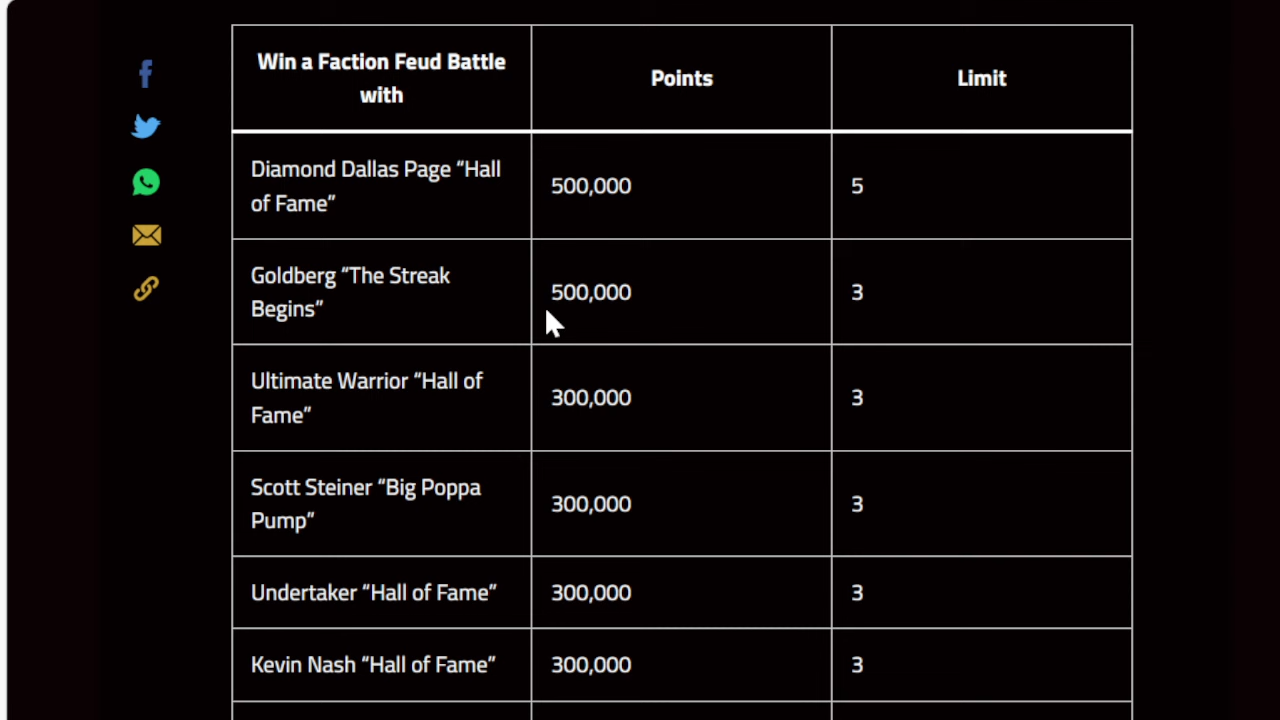 Win a Faction Feud Battle
with
Points
Limit
Diamond Dallas Page “Hall
of Fame”
500,000
5
Goldberg “The Streak
Begins”
500,000
3
Ultimate Warrior “Hall of
Fame”
300,000
3
Scott Steiner “Big Poppa
Pump”
300,000
3
Undertaker “Hall of Fame”
300,000
3
Kevin Nash “Hall of Fame”
300,000
3